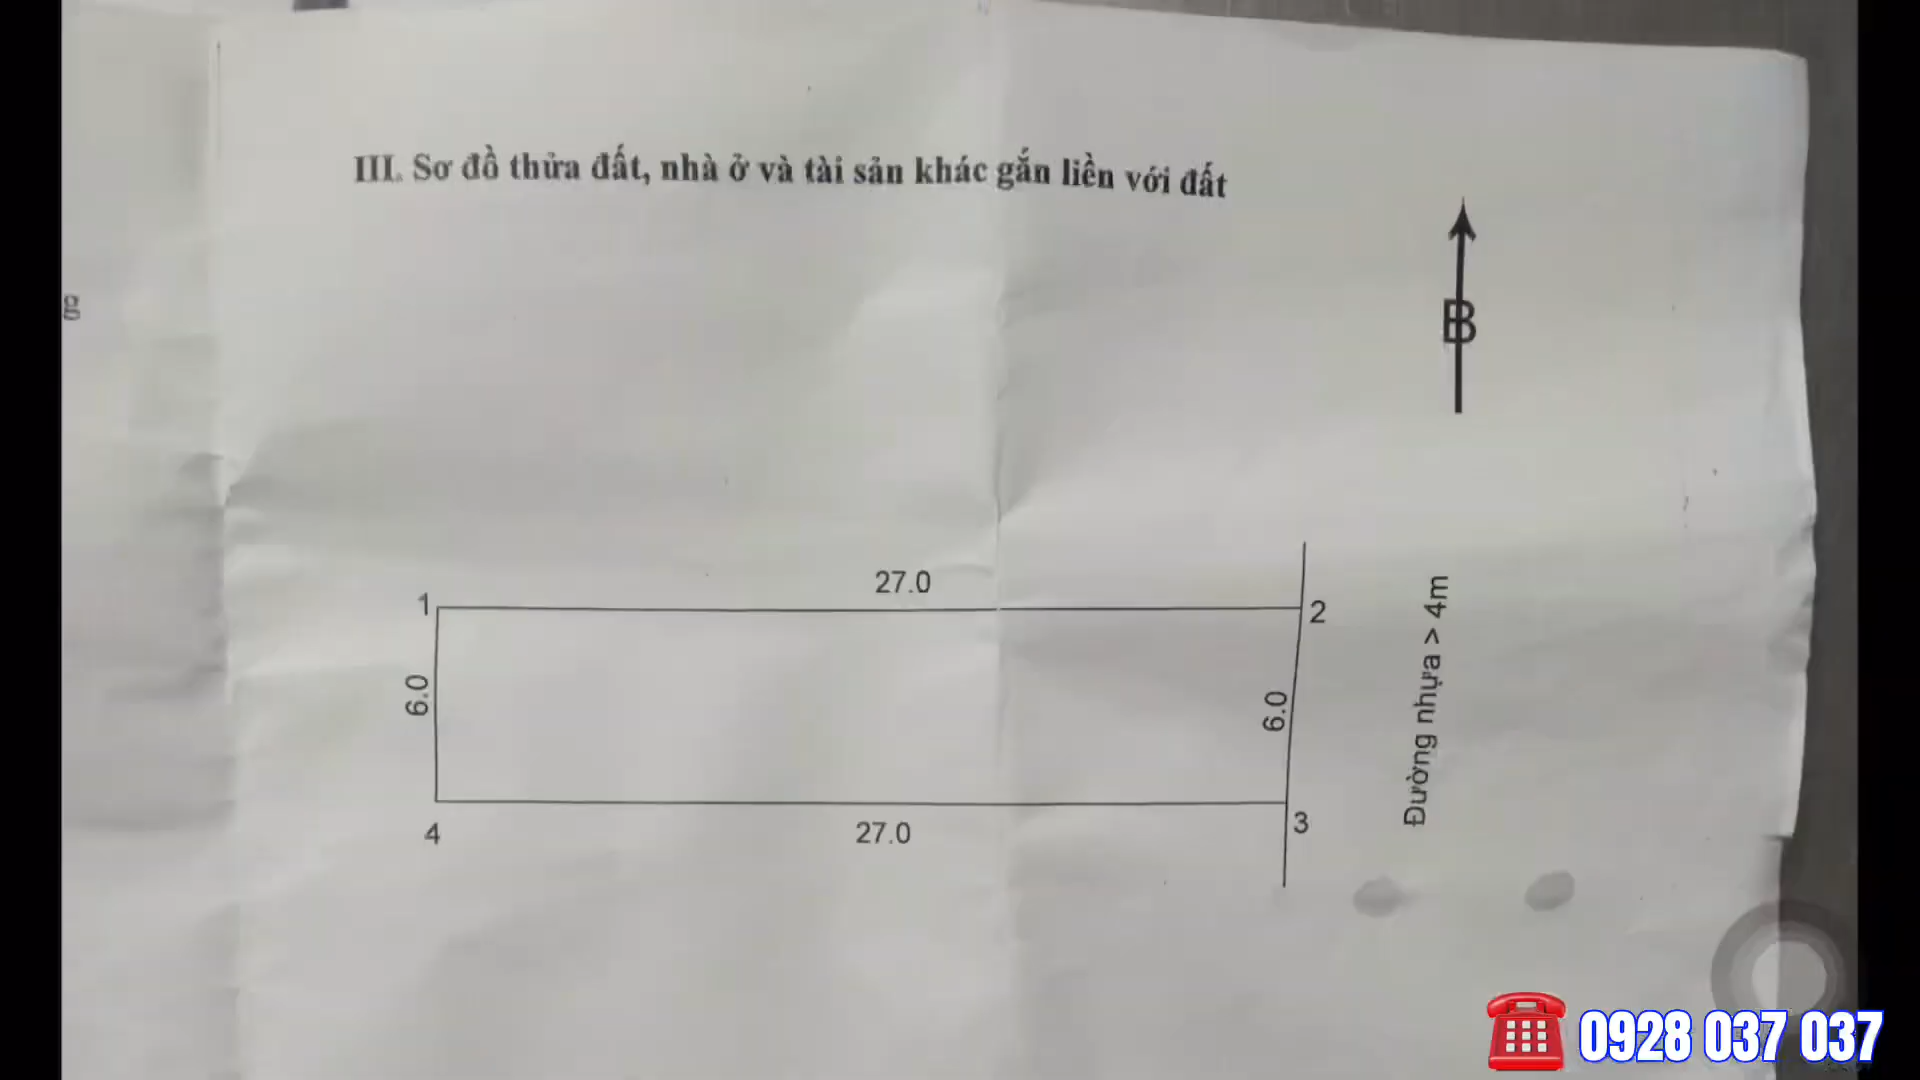 III. Sơ đồ thửa đất, nhà ở và tài sản khác gắn liền với đất
B
g
27.0
1
2
6.0
6.0
Đường nhựa > 4m
4
27.0
3
0928 037 037